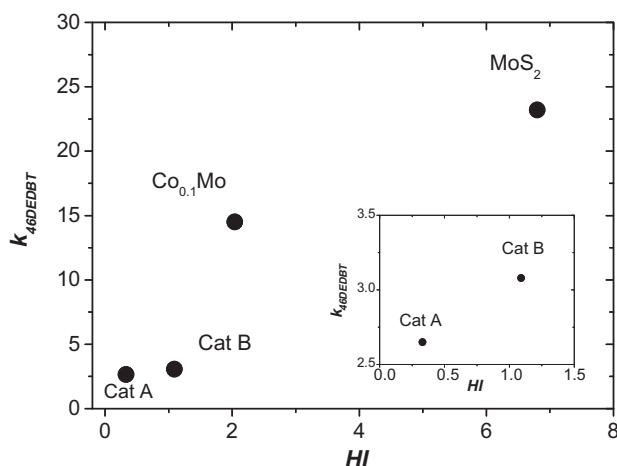 30
25
20
15
10
5
0
k46DEDBT
MoS2
Co0.1Mo
Cat B
Cat A
3.5
3.0
2.5
k46DEDBT
Cat B
Cat A
0.0 0.5 1.0 1.5
HI
0 2 4 6 8
HI